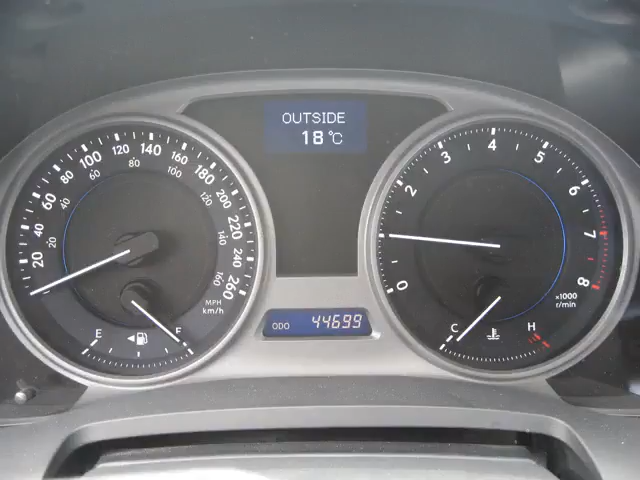 OUTSIDE
18°C
20 40 60 80 100 120 140 160 180 200 220 240 260
20 40 60 80 100 120 140 160
MPH
km/h
E F
ODO 44699
0 1 2 3 4 5 6 7 8
x1000
r/min
C H